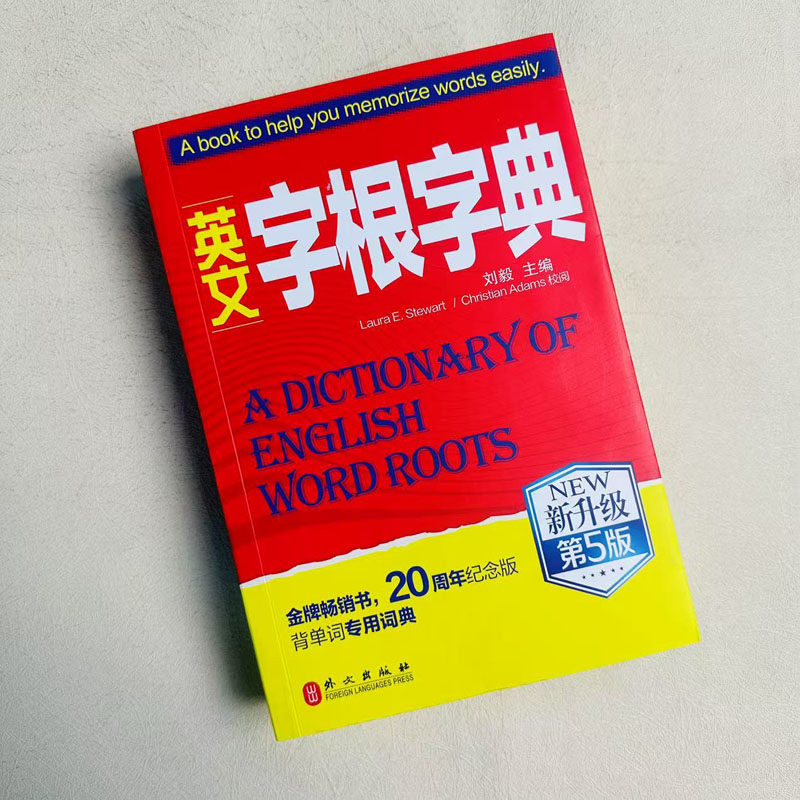 A book to help you memorize words easily.
英文
字根字典
刘毅 主编
Laura E. Stewart / Christian Adams 校阅
A DICTIONARY OF
ENGLISH
WORD ROOTS
NEW
新升级
第5版
金牌畅销书，20周年纪念版
背单词专用词典
外文出版社
FOREIGN LANGUAGES PRESS